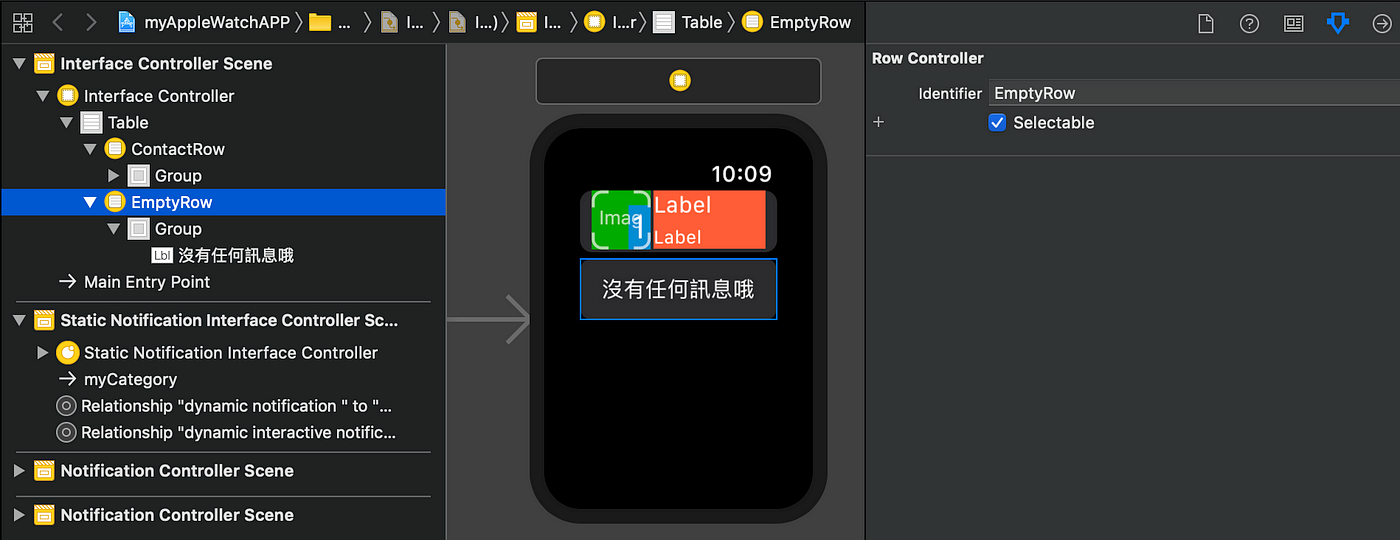 myAppleWatchAPP 〉 ... 〉 I... 〉 I...) 〉 I... 〉 I...r 〉 Table 〉 EmptyRow
Interface Controller Scene
Interface Controller
Table
ContactRow
Group
EmptyRow
Group
Lbl 沒有任何訊息哦
Main Entry Point
Static Notification Interface Controller Sc...
Static Notification Interface Controller
myCategory
Relationship "dynamic notification " to "...
Relationship "dynamic interactive notific...
Notification Controller Scene
Notification Controller Scene
10:09
Imag
1
Label
Label
沒有任何訊息哦
Row Controller
Identifier EmptyRow
+ Selectable